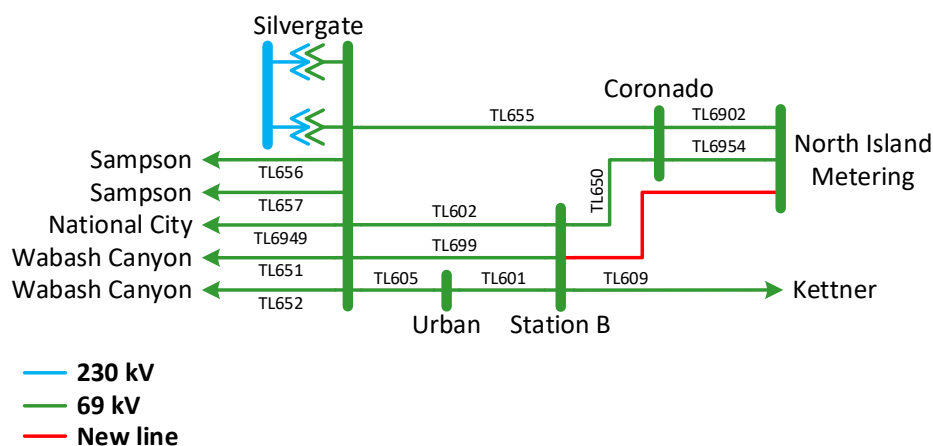 Silvergate
Coronado
TL655
TL6902
TL6954
North Island
Metering
Sampson
TL656
TL650
Sampson
TL657
National City
TL602
TL6949
Wabash Canyon
TL699
TL651
Wabash Canyon
TL605
TL601
TL609
Kettner
TL652
Urban
Station B
230 kV
69 kV
New line